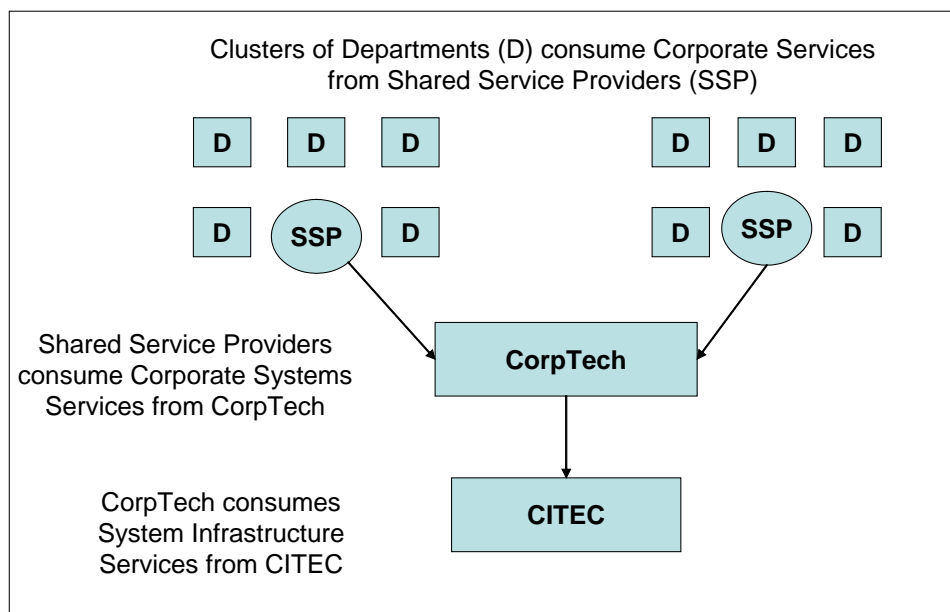 Clusters of Departments (D) consume Corporate Services
from Shared Service Providers (SSP)
D D D D D D
D SSP D D SSP D
Shared Service Providers
consume Corporate Systems
Services from CorpTech
CorpTech
CorpTech consumes
System Infrastructure
Services from CITEC
CITEC